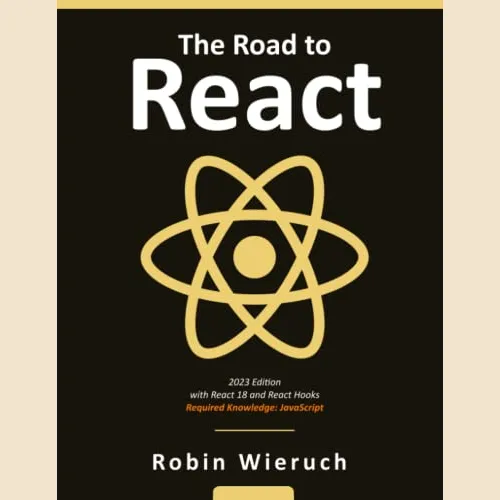 The Road to
React
2023 Edition
with React 18 and React Hooks
Required Knowledge: JavaScript
Robin Wieruch